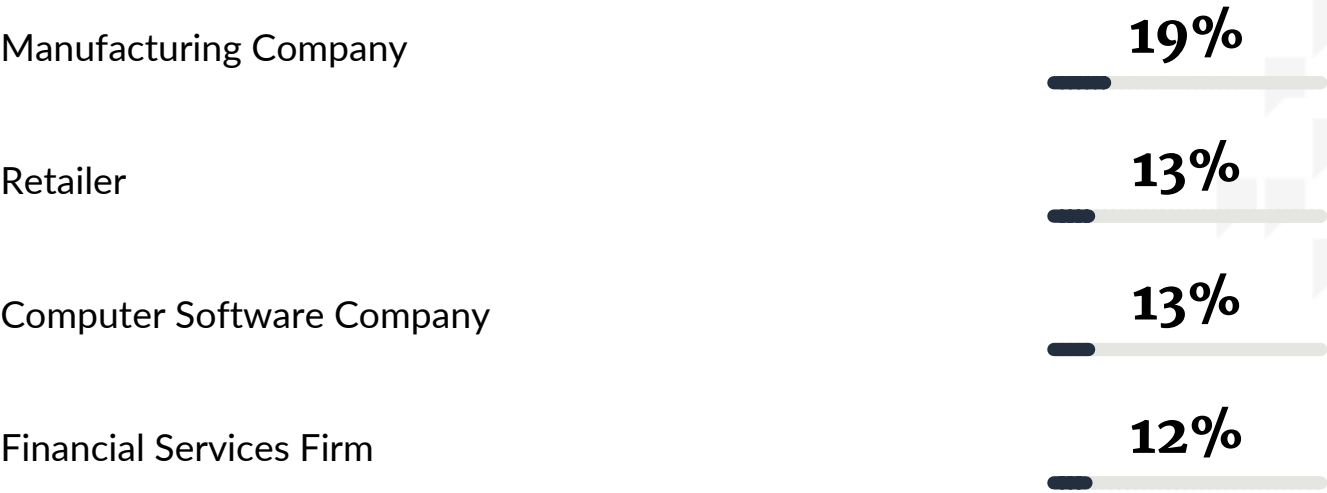 Manufacturing Company
19%
Retailer
13%
Computer Software Company
13%
Financial Services Firm
12%